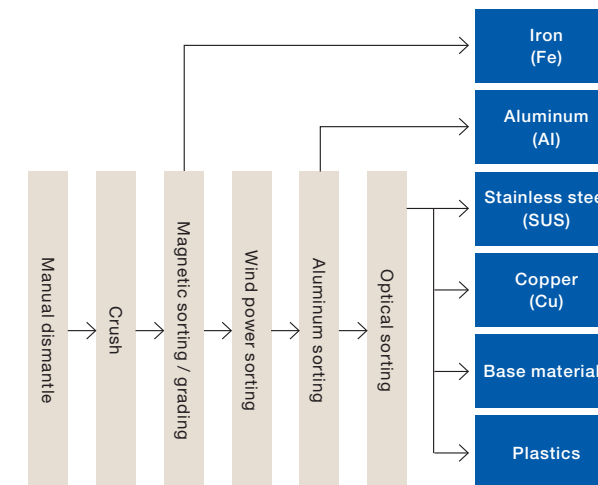 Iron
(Fe)
Aluminum
(Al)
Stainless stee
(SUS)
Copper
(Cu)
Base material
Plastics
Manual dismantle
Crush
Magnetic sorting / grading
Wind power sorting
Aluminum sorting
Optical sorting